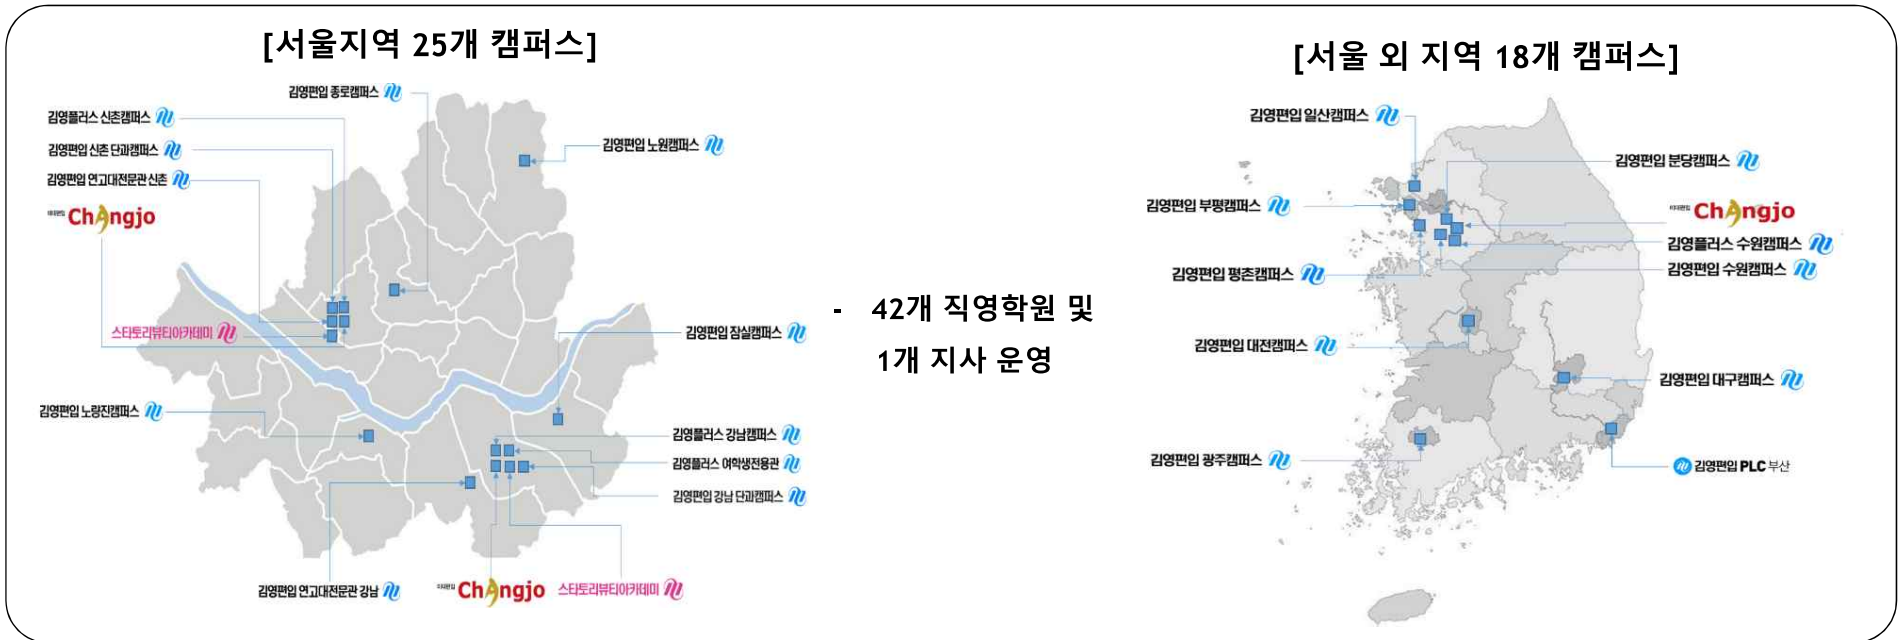 [서울지역 25개 캠퍼스]
김영편입 종로캠퍼스
김영플러스 신촌캠퍼스
김영편입 신촌 단과캠퍼스
김영편입 연고대전문관 신촌
Changjo
김영편입 노원캠퍼스
스타토리뷰티아카데미
김영편입 잠실캠퍼스
김영편입 노량진캠퍼스
김영플러스 강남캠퍼스
김영플러스 여학생전용관
김영편입 강남 단과캠퍼스
김영편입 연고대전문관 강남
Changjo
스타토리뷰티아카데미
- 42개 직영학원 및
1개 지사 운영
[서울 외 지역 18개 캠퍼스]
김영편입 일산캠퍼스
김영편입 분당캠퍼스
김영편입 부평캠퍼스
Changjo
김영플러스 수원캠퍼스
김영편입 수원캠퍼스
김영편입 평촌캠퍼스
김영편입 대전캠퍼스
김영편입 대구캠퍼스
김영편입 광주캠퍼스
김영편입 PLC 부산